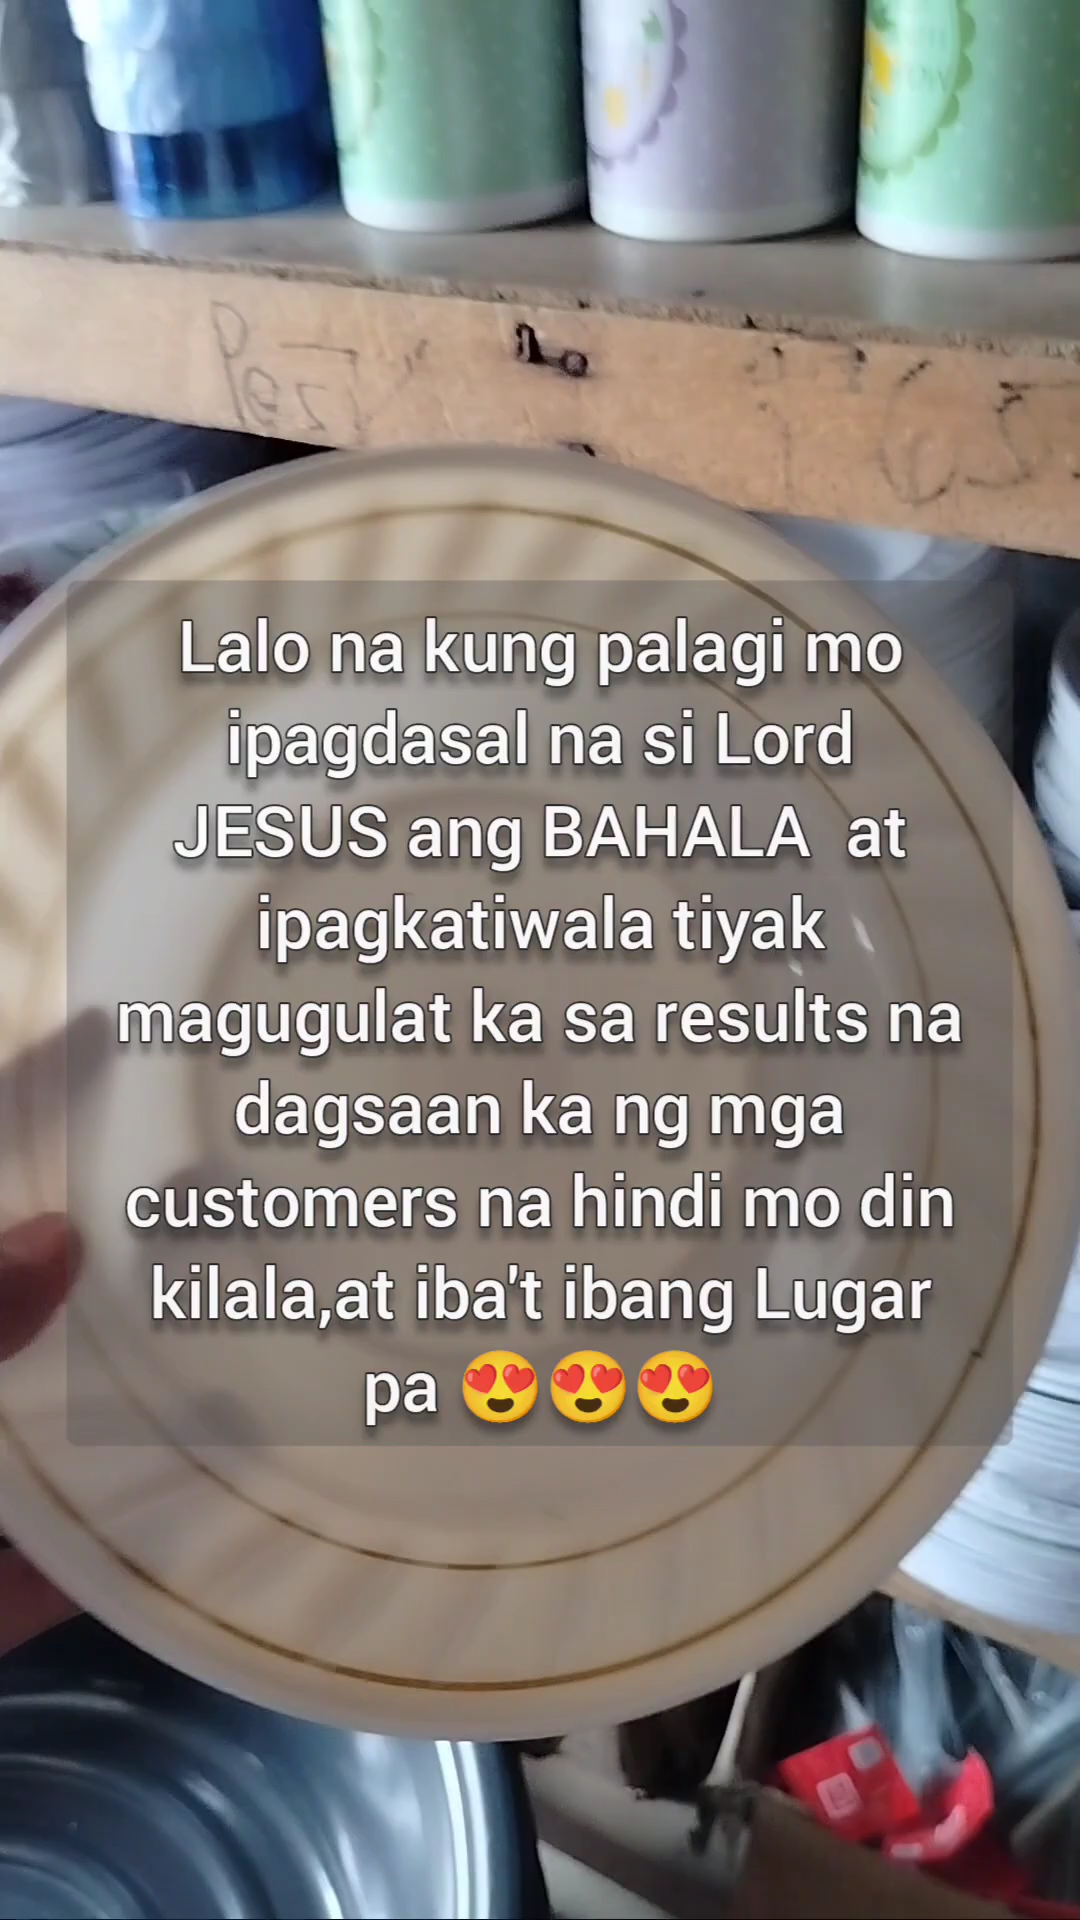 Lalo na kung palagi mo
ipagdasal na si Lord
JESUS ang BAHALA at
ipagkatiwala tiyak
magugulat ka sa results na
dagsaan ka ng mga
customers na hindi mo din
kilala,at iba't ibang Lugar
pa 😍😍😍